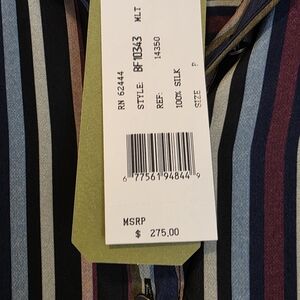 MLT
RN 62444
STYLE: BF10343
REF: 14350
100% SILK
SIZE P
6 77561 94844 9
MSRP
$ 275.00